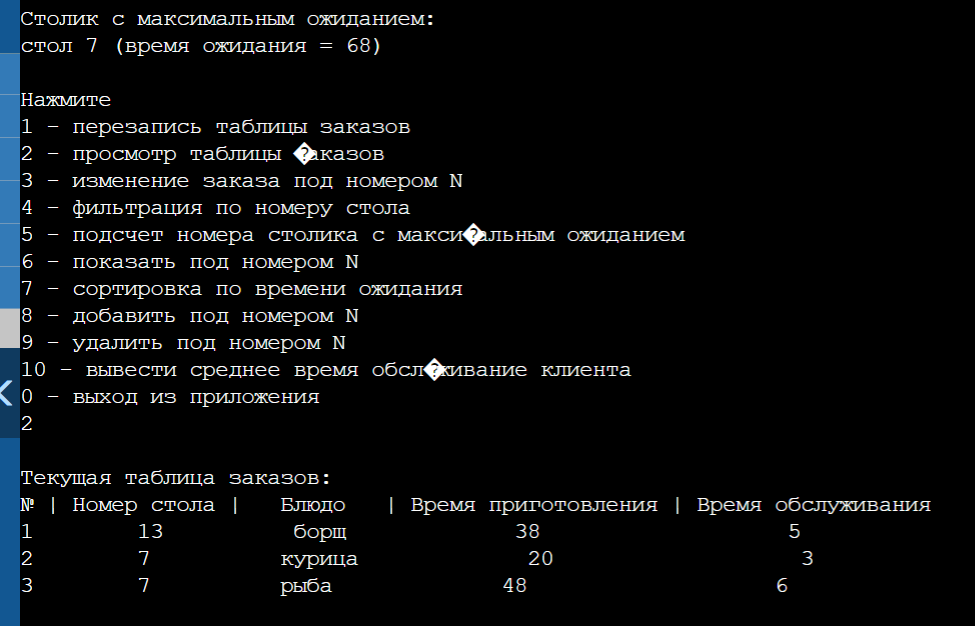 Столик с максимальным ожиданием:
стол 7 (время ожидания = 68)
Нажмите
1 - перезапись таблицы заказов
2 - просмотр таблицы �аказов
3 - изменение заказа под номером N
4 - фильтрация по номеру стола
5 - подсчет номера столика с макси�альным ожиданием
6 - показать под номером N
7 - сортировка по времени ожидания
8 - добавить под номером N
9 - удалить под номером N
10 - вывести среднее время обсл�живание клиента
0 - выход из приложения
2
Текущая таблица заказов:
№ | Номер стола | Блюдо | Время приготовления | Время обслуживания
1 13 борщ 38 5
2 7 курица 20 3
3 7 рыба 48 6